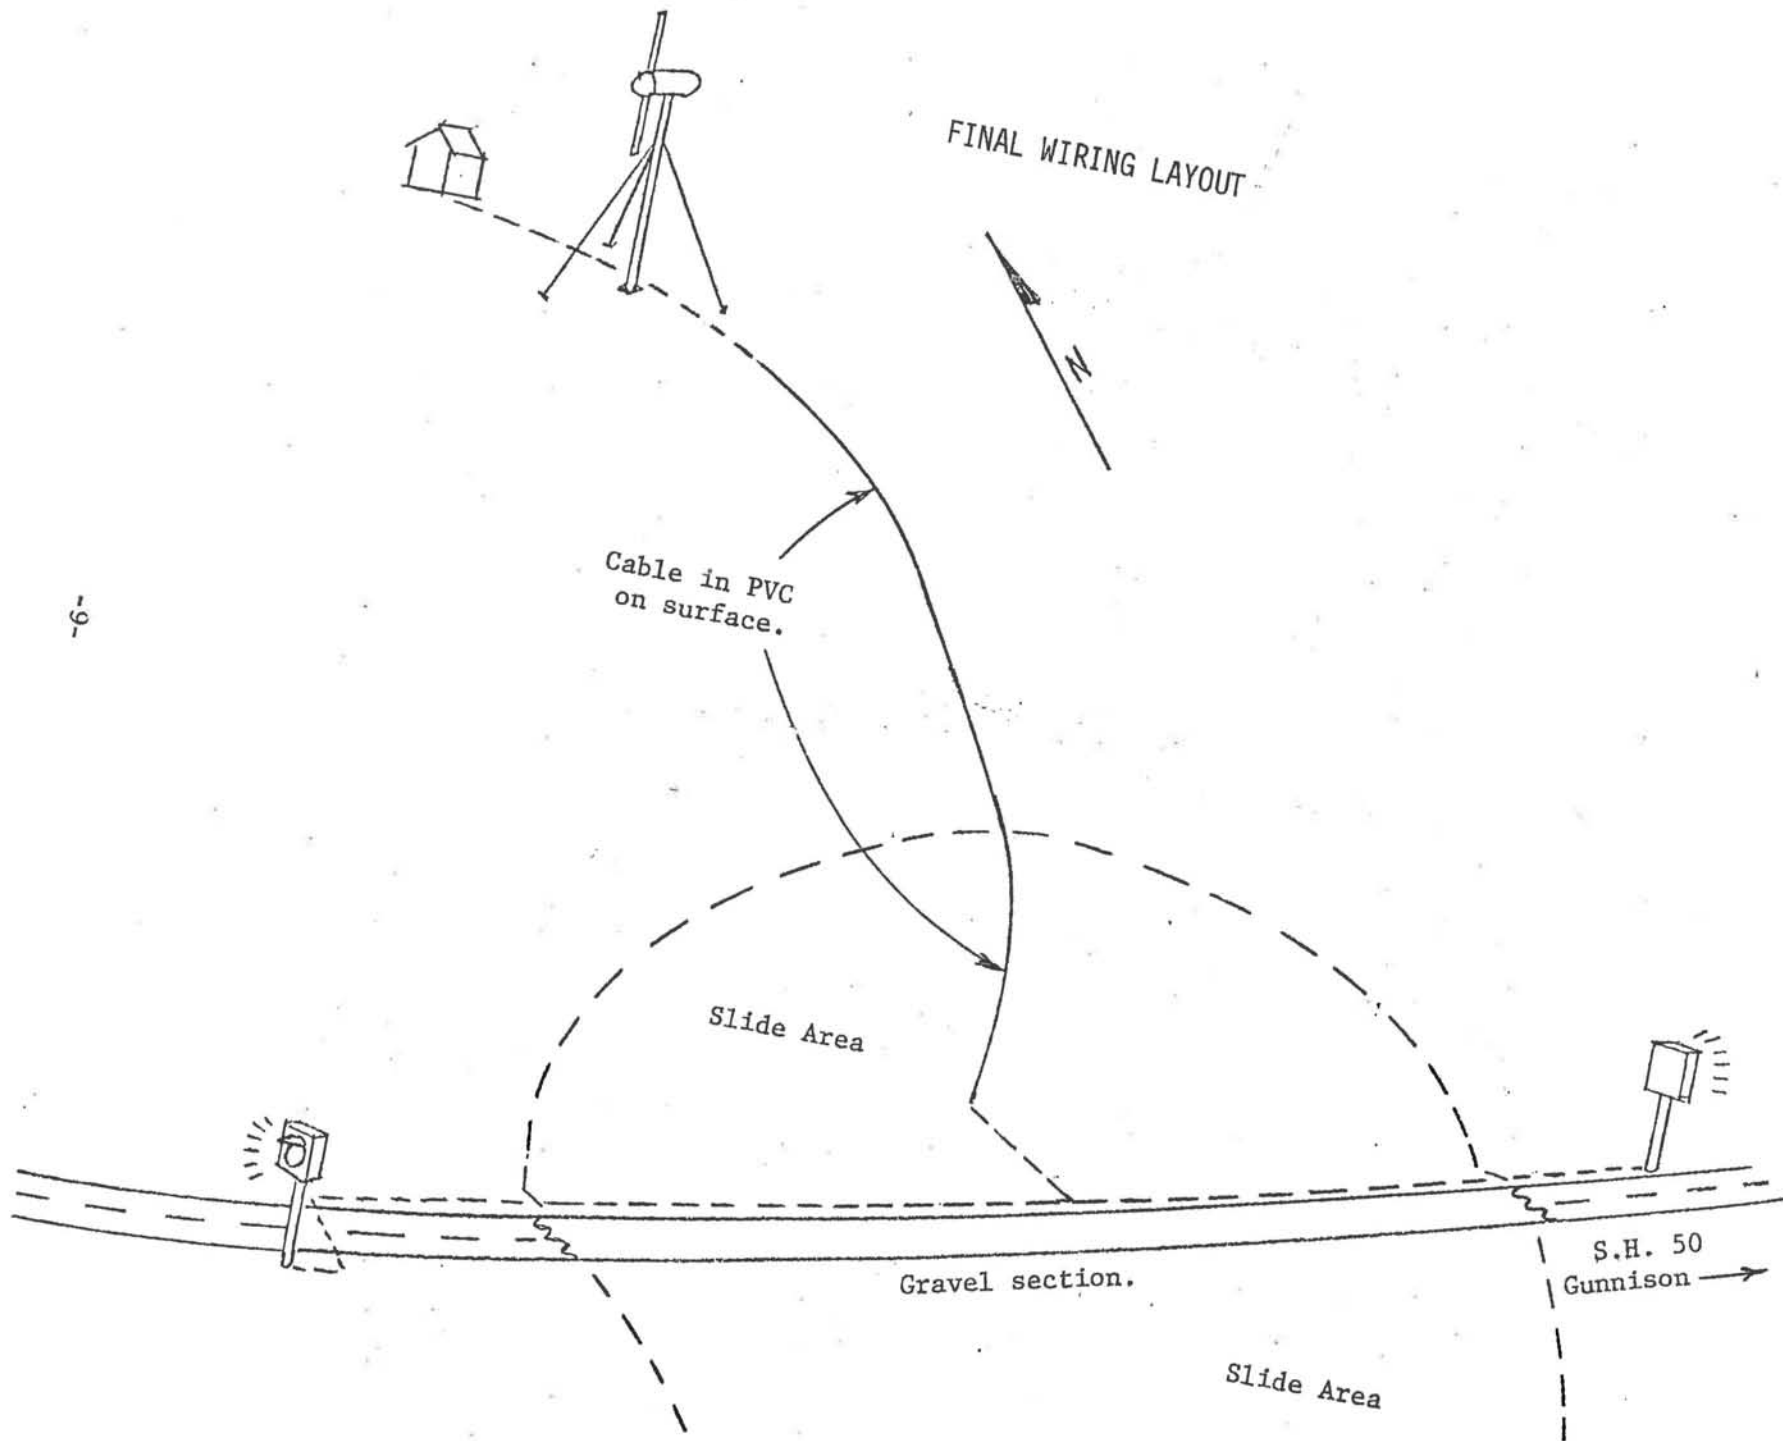 FINAL WIRING LAYOUT
N
Cable in PVC
on surface.
-9-
Slide Area
S.H. 50
Gunnison
Gravel section.
Slide Area